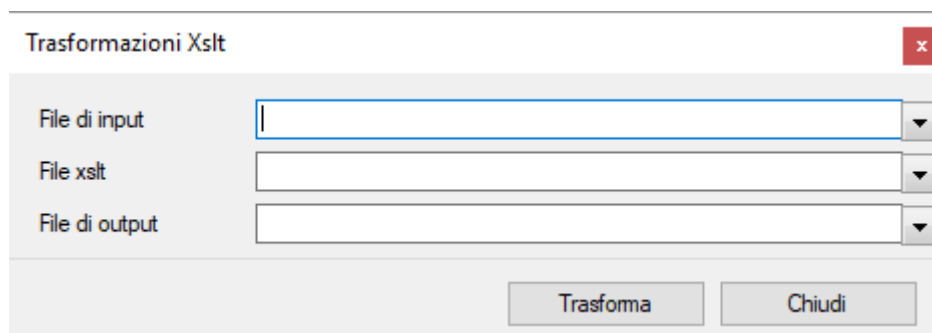 Trasformazioni Xslt
x
File di input
File xslt
File di output
Trasforma Chiudi